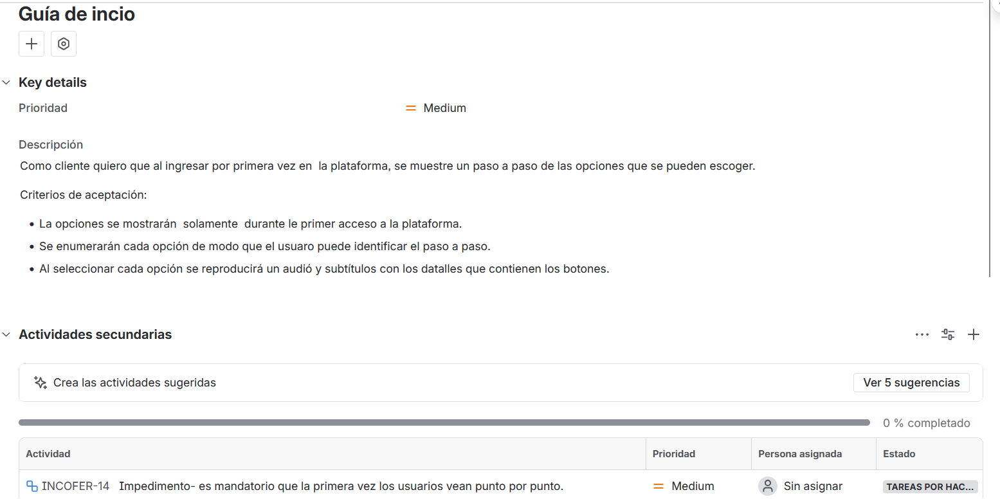 Guía de incio
Key details
Prioridad
Medium
Descripción
Como cliente quiero que al ingresar por primera vez en  la plataforma, se muestre un paso a paso de las opciones que se pueden escoger.
Criterios de aceptación:
• La opciones se mostrarán  solamente  durante le primer acceso a la plataforma.
• Se enumerarán cada opción de modo que el usuaro puede identificar el paso a paso.
• Al seleccionar cada opción se reproducirá un audió y subtítulos con los datalles que contienen los botones.
Actividades secundarias
Crea las actividades sugeridas
Ver 5 sugerencias
0 % completado
Actividad Prioridad Persona asignada Estado
INCOFER-14 Impedimento- es mandatorio que la primera vez los usuarios vean punto por punto. Medium Sin asignar TAREAS POR HAC...